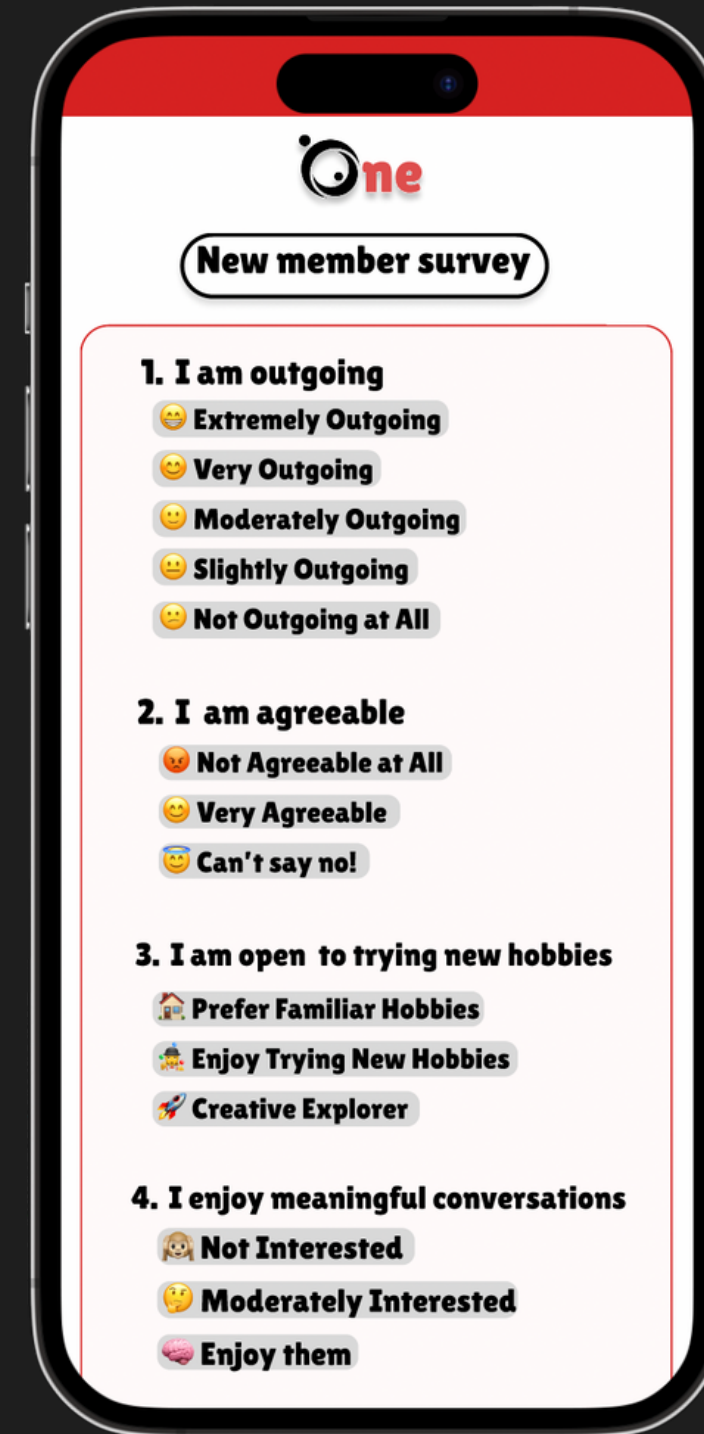 One
New member survey
1. I am outgoing
😁 Extremely Outgoing
😊 Very Outgoing
🙂 Moderately Outgoing
😐 Slightly Outgoing
😕 Not Outgoing at All
2. I am agreeable
😡 Not Agreeable at All
😊 Very Agreeable
😇 Can't say no!
3. I am open to trying new hobbies
🏠 Prefer Familiar Hobbies
🤹 Enjoy Trying New Hobbies
🚀 Creative Explorer
4. I enjoy meaningful conversations
🙉 Not Interested
🤔 Moderately Interested
🧠 Enjoy them